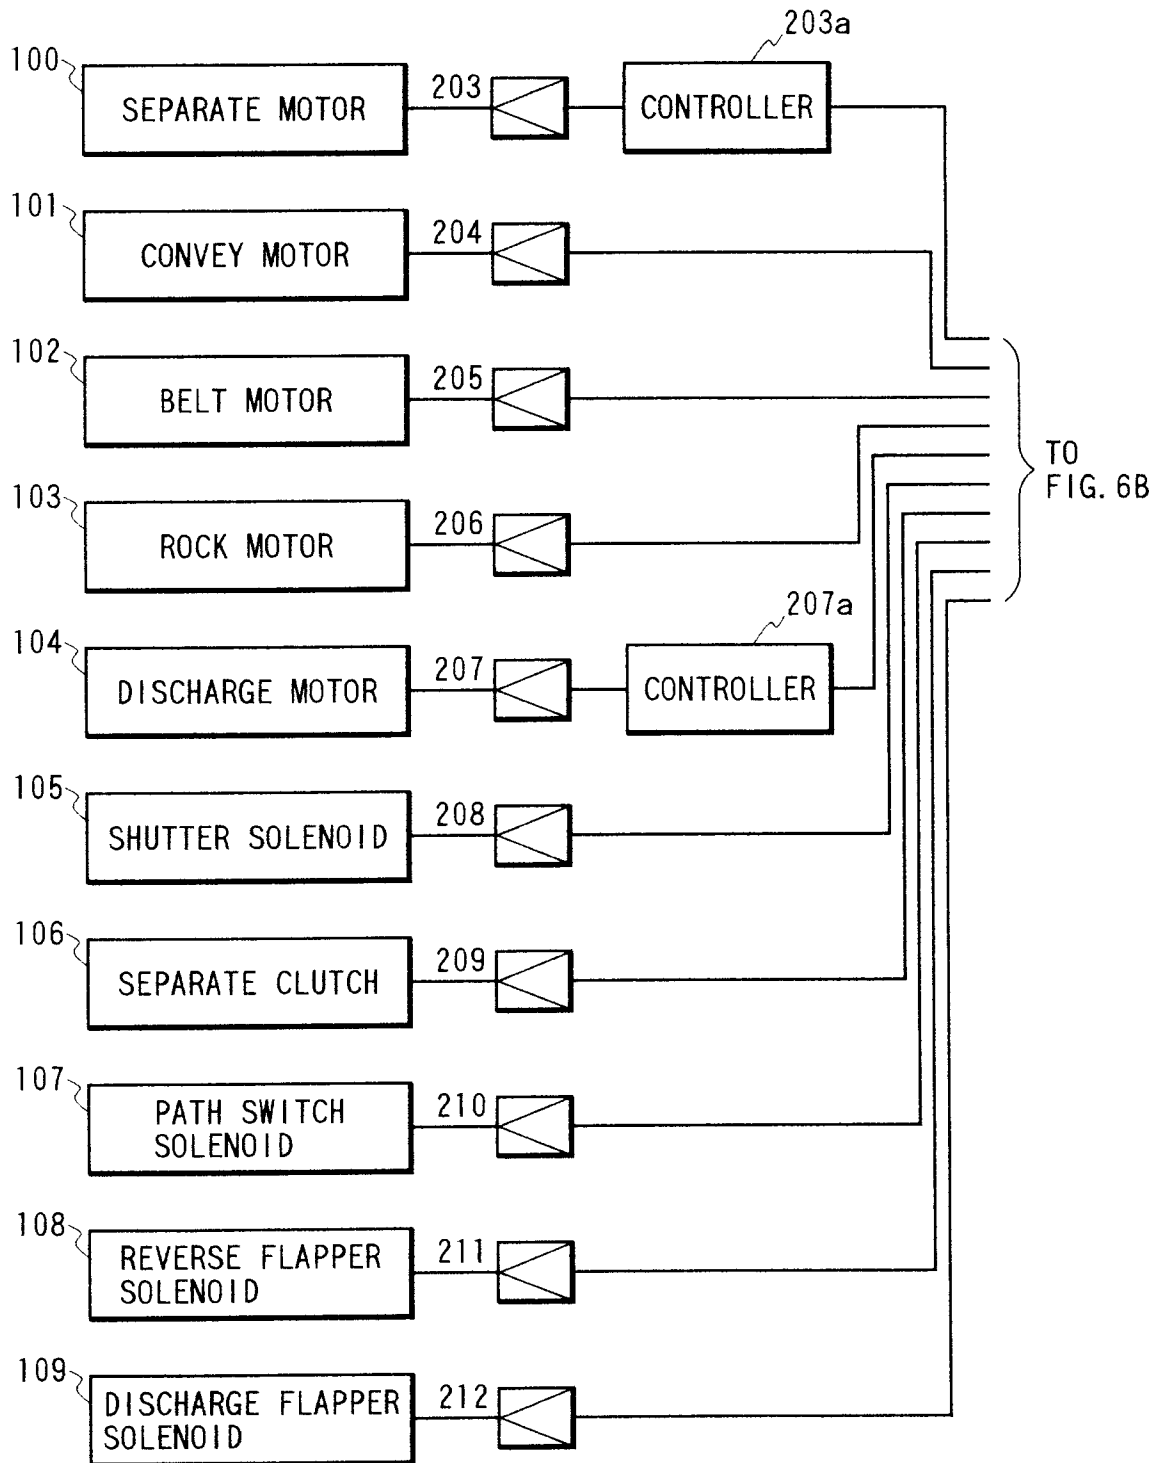 203a
100
SEPARATE MOTOR
203
CONTROLLER
101
CONVEY MOTOR
204
102
BELT MOTOR
205
TO
FIG. 6B
103
ROCK MOTOR
206
207a
104
DISCHARGE MOTOR
207
CONTROLLER
105
SHUTTER SOLENOID
208
106
SEPARATE CLUTCH
209
107
PATH SWITCH
SOLENOID
210
108
REVERSE FLAPPER
SOLENOID
211
109
DISCHARGE FLAPPER
SOLENOID
212